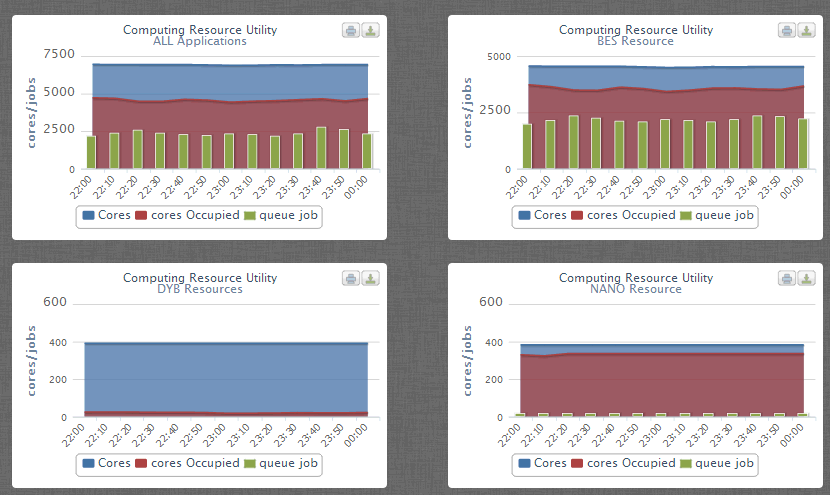 Computing Resource Utility
ALL Applications
7500
5000
2500
0
cores/jobs
22:00 22:10 22:20 22:30 22:40 22:50 23:00 23:10 23:20 23:30 23:40 23:50 00:00
Cores cores Occupied queue job
Computing Resource Utility
BES Resource
5000
2500
0
cores/jobs
22:00 22:10 22:20 22:30 22:40 22:50 23:00 23:10 23:20 23:30 23:40 23:50 00:00
Cores cores Occupied queue job
Computing Resource Utility
DYB Resources
600
400
200
0
cores/jobs
22:00 22:10 22:20 22:30 22:40 22:50 23:00 23:10 23:20 23:30 23:40 23:50 00:00
Cores cores Occupied queue job
Computing Resource Utility
NANO Resource
600
400
200
0
cores/jobs
22:00 22:10 22:20 22:30 22:40 22:50 23:00 23:10 23:20 23:30 23:40 23:50 00:00
Cores cores Occupied queue job